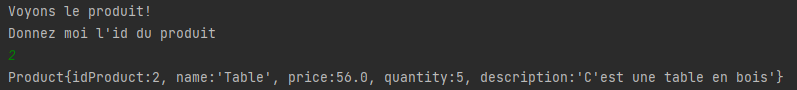 Voyons le produit!
Donnez moi l'id du produit
2
Product{idProduct:2, name:'Table', price:56.0, quantity:5, description:'C'est une table en bois'}